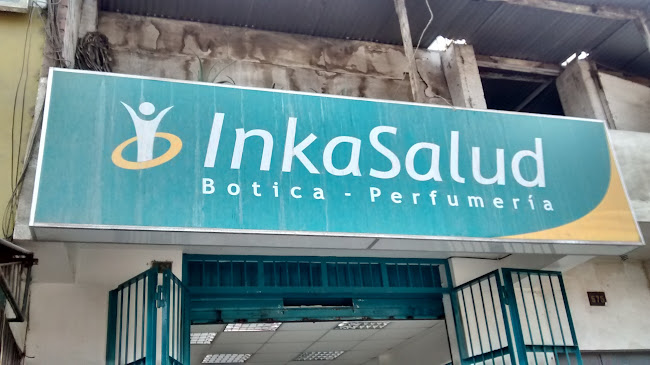 InkaSalud
Botica - Perfumería